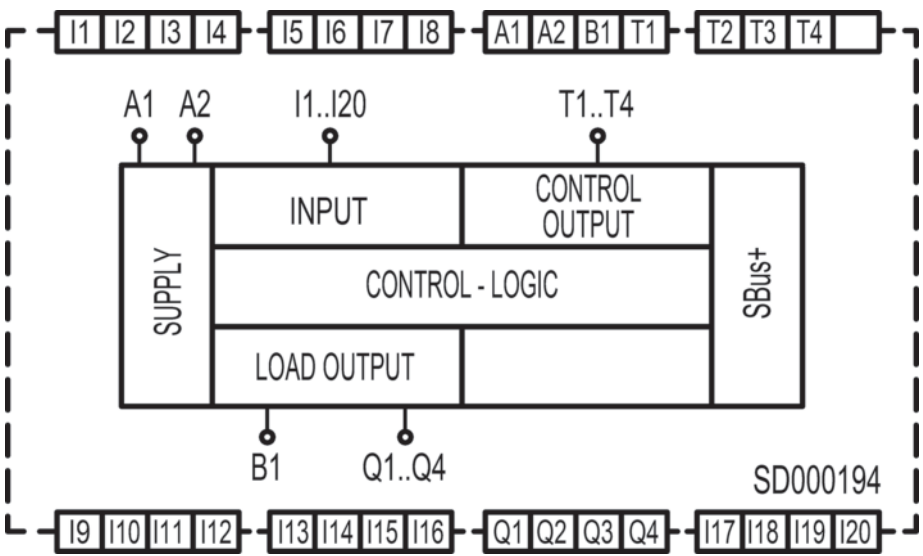 I1 I2 I3 I4 I5 I6 I7 I8 A1 A2 B1 T1 T2 T3 T4
A1 A2 I1..I20 T1..T4
INPUT
CONTROL
OUTPUT
SUPPLY
CONTROL - LOGIC
SBus+
LOAD OUTPUT
B1 Q1..Q4
SD000194
I9 I10 I11 I12 I13 I14 I15 I16 Q1 Q2 Q3 Q4 I17 I18 I19 I20